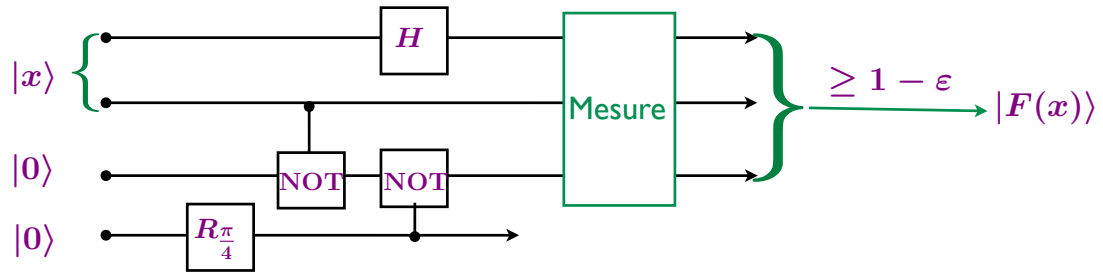 H
|x⟩
≥ 1 − ε
Mesure
|F(x)⟩
|0⟩
NOT
NOT
|0⟩
R_{π/4}